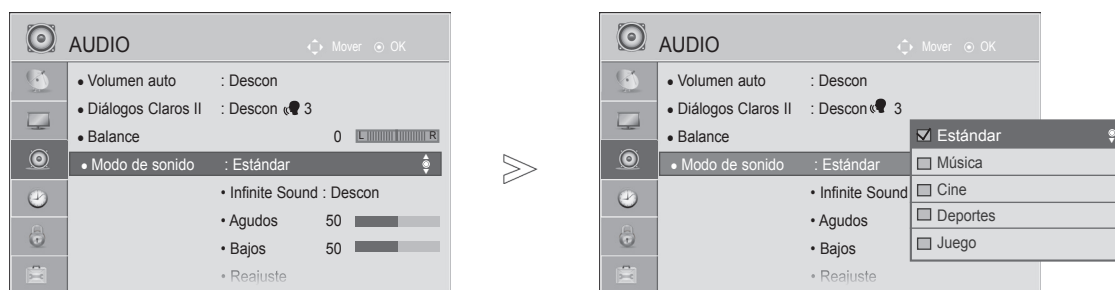 AUDIO Mover OK
• Volumen auto : Descon
• Diálogos Claros II : Descon 3
• Balance 0 L R
• Modo de sonido : Estándar
• Infinite Sound : Descon
• Agudos 50
• Bajos 50
• Reajuste
AUDIO Mover OK
• Volumen auto : Descon
• Diálogos Claros II : Descon 3
• Balance
• Modo de sonido : Estándar
• Infinite Sound
• Agudos
• Bajos
• Reajuste
Estándar
Música
Cine
Deportes
Juego